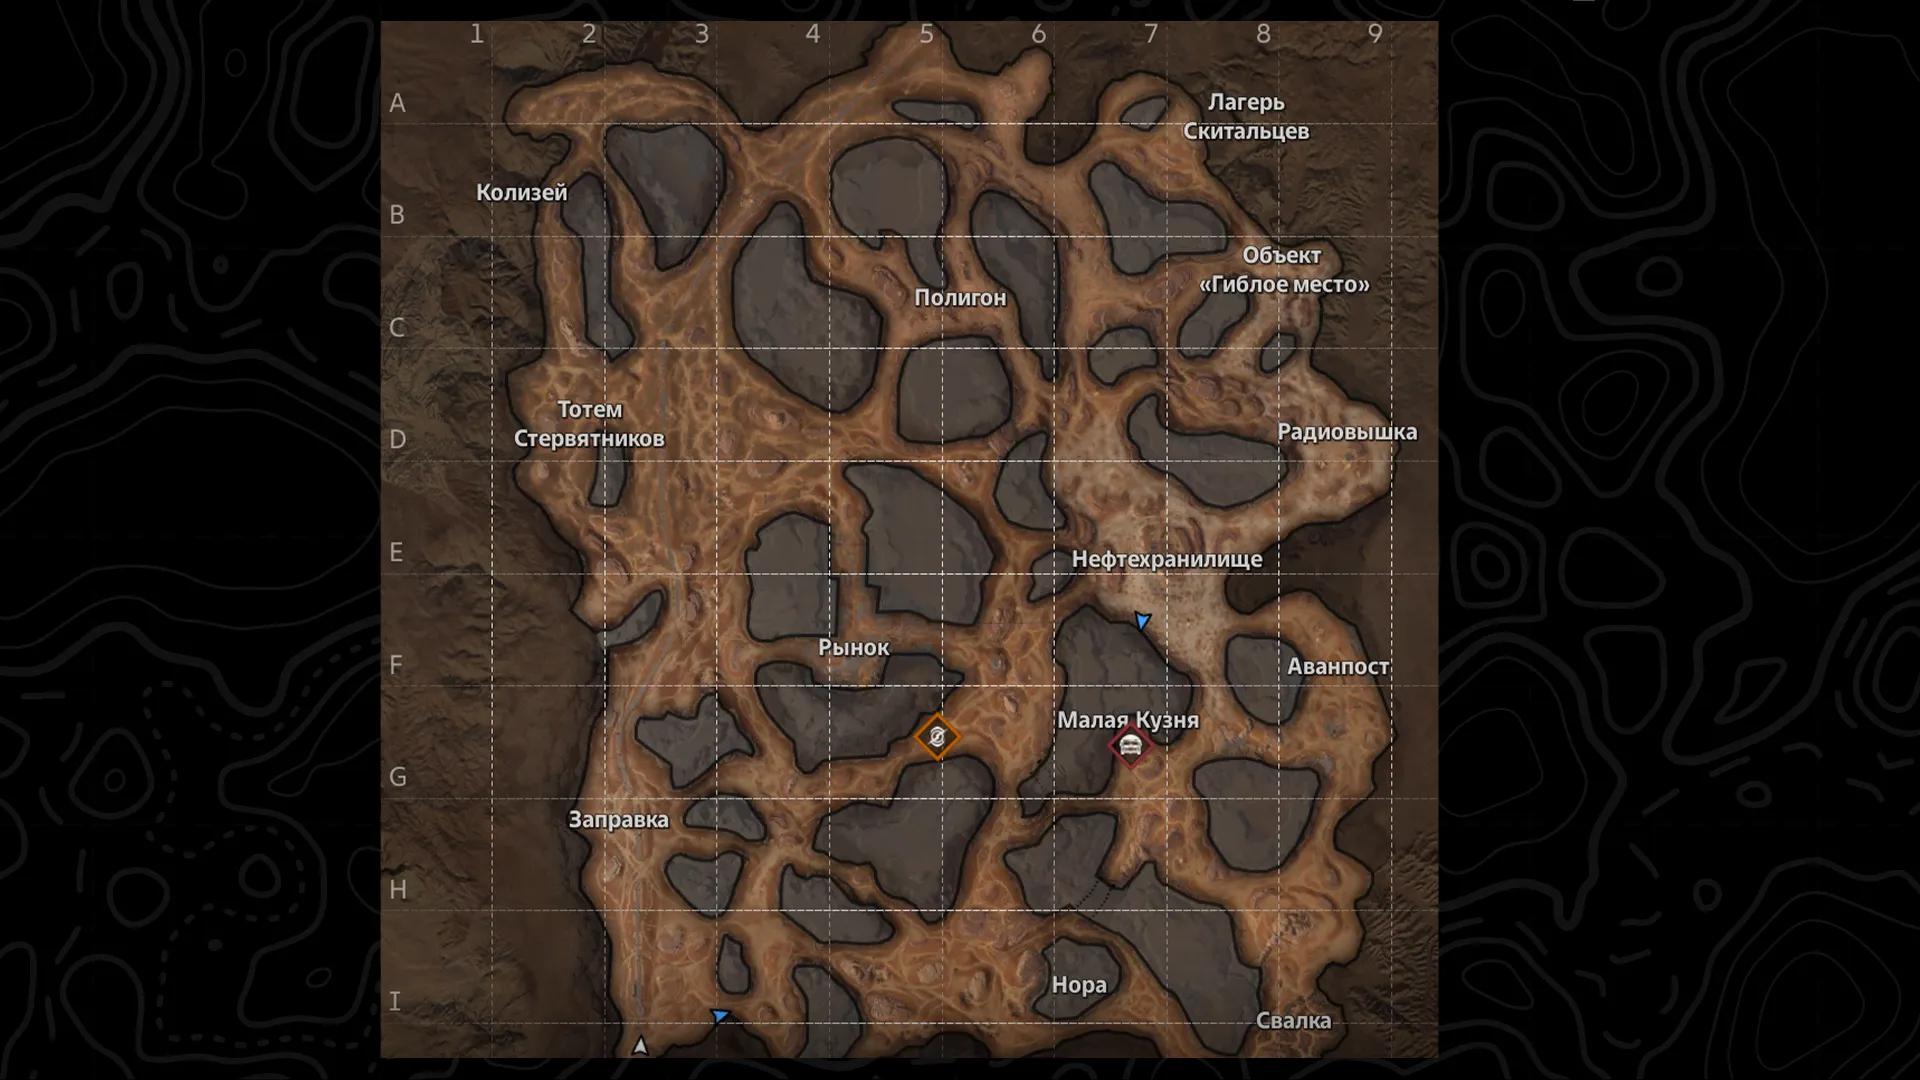 1 2 3 4 5 6 7 8 9
A
Лагерь
Скитальцев
Колизей
B
Объект
«Гиблое место»
Полигон
C
Тотем
Стервятников
D
Радиовышка
E
Нефтехранилище
Рынок
F
Аванпост
Малая Кузня
G
Заправка
H
Нора
I
Свалка